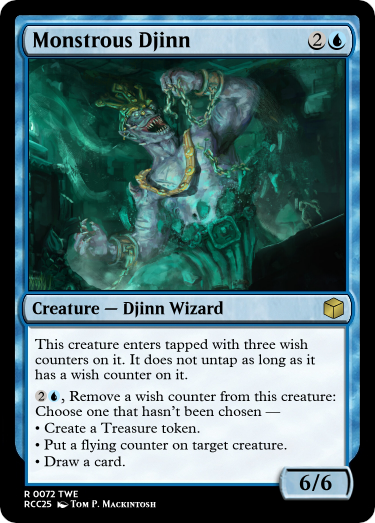 Monstrous Djinn 2
Creature — Djinn Wizard
This creature enters tapped with three wish
counters on it. It does not untap as long as it
has a wish counter on it.
2, Remove a wish counter from this creature:
Choose one that hasn't been chosen —
• Create a Treasure token.
• Put a flying counter on target creature.
• Draw a card.
6/6
R 0072 TWE
RCC25 Tom P. Mackintosh